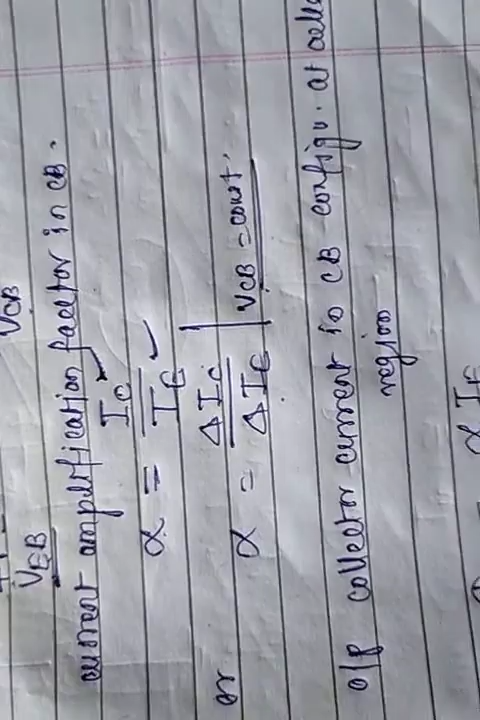 VEB VCB
current amplification factor in CB.
α = IC / IE
or α = ΔIC / ΔIE | VCB = const.
o/p collector current in CB configu. at
region
α IE